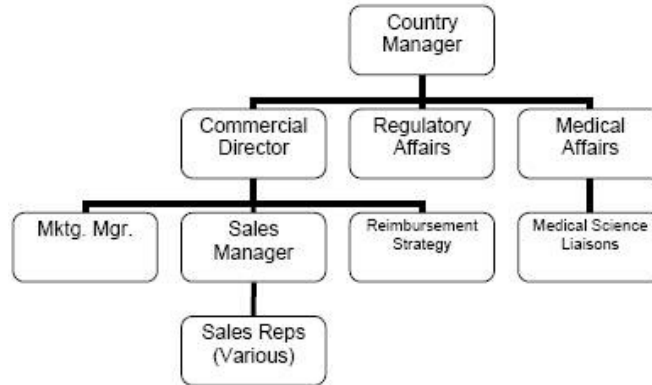 Country
Manager
Commercial
Director
Regulatory
Affairs
Medical
Affairs
Mktg. Mgr.
Sales
Manager
Reimbursement
Strategy
Medical Science
Liaisons
Sales Reps
(Various)